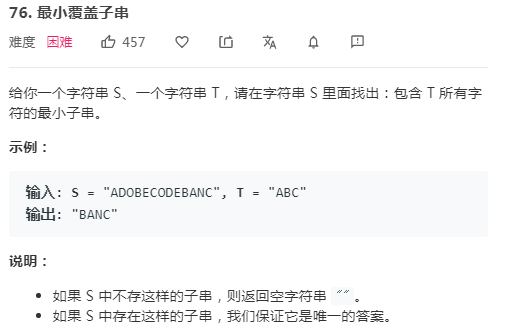 76. 最小覆盖子串
难度 困难 457
给你一个字符串 S、一个字符串 T，请在字符串 S 里面找出：包含 T 所有字
符的最小子串。
示例：
输入: S = "ADOBECODEBANC", T = "ABC"
输出: "BANC"
说明：
• 如果 S 中不存这样的子串，则返回空字符串 ""。
• 如果 S 中存在这样的子串，我们保证它是唯一的答案。